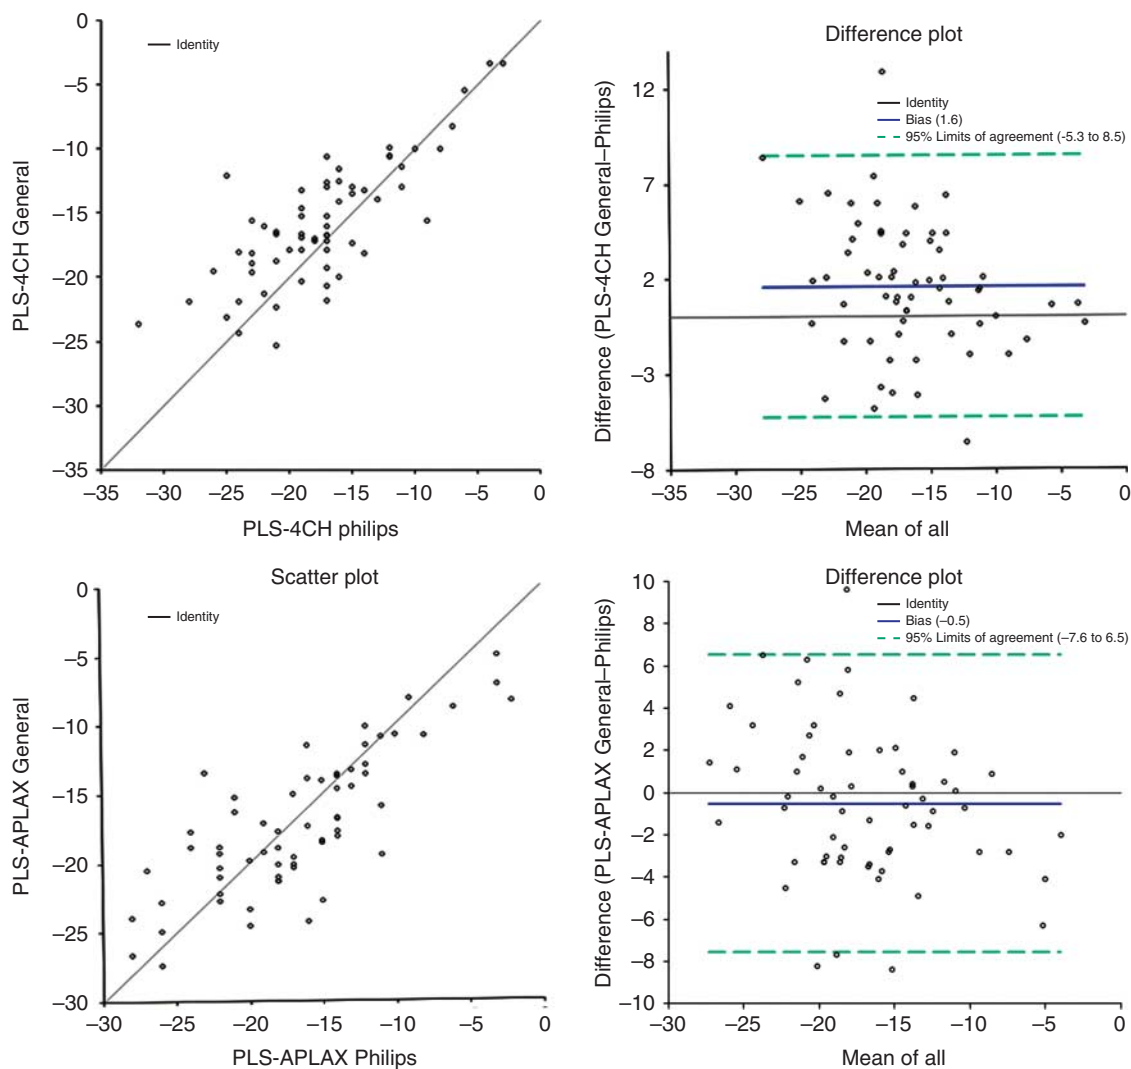 0
–5
–10
–15
–20
–25
–30
–35
PLS-4CH General
Identity
–35 –30 –25 –20 –15 –10 –5 0
PLS-4CH philips
Difference plot
12
7
2
–3
–8
Difference (PLS-4CH General–Philips)
Identity
Bias (1.6)
95% Limits of agreement (-5.3 to 8.5)
–35 –30 –25 –20 –15 –10 –5 0
Mean of all
Scatter plot
0
–5
–10
–15
–20
–25
–30
PLS-APLAX General
Identity
–30 –25 –20 –15 –10 –5 0
PLS-APLAX Philips
Difference plot
10
8
6
4
2
0
–2
–4
–6
–8
–10
Difference (PLS-APLAX General–Philips)
Identity
Bias (–0.5)
95% Limits of agreement (–7.6 to 6.5)
–30 –25 –20 –15 –10 –5 0
Mean of all